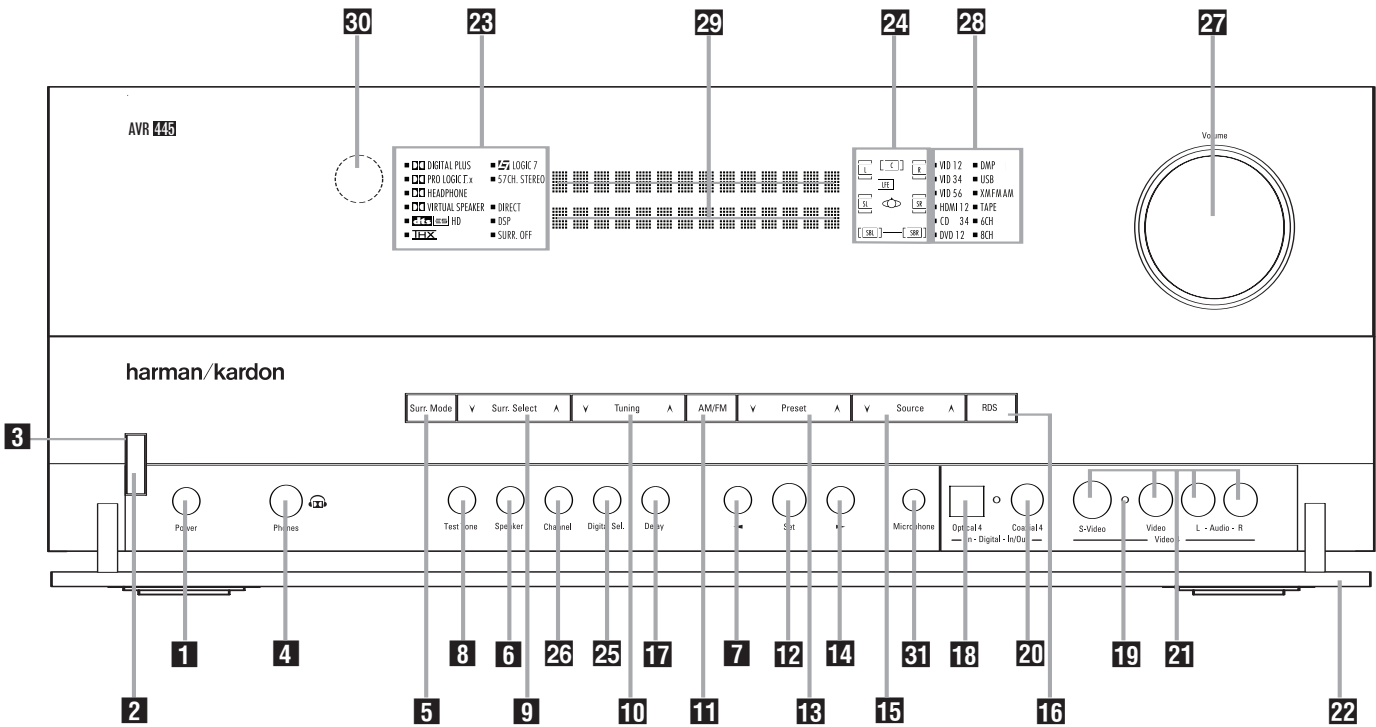 30 23 29 24 28 27
AVR 445
Volume
DIGITAL PLUS
PRO LOGIC II x
HEADPHONE
VIRTUAL SPEAKER
dts ES HD
THX
LOGIC 7
57CH. STEREO
DIRECT
DSP
SURR. OFF
L C R
LFE
SL SR
SBL SBR
VID 12
VID 34
VID 56
HDMI 12
CD 34
DVD 12
DMP
USB
XM FM AM
TAPE
6CH
8CH
harman/kardon
Surr. Mode Surr. Select Tuning AM/FM Preset Source RDS
3
Power Phones Test Tone Speaker Channel Digital Sel. Delay Set Microphone
Optical 4 Coaxial 4
In - Digital - In/Out
S-Video Video L - Audio - R
1 4 8 6 26 25 17 7 12 14 31 18 20 19 21
2 5 9 10 11 13 15 16 22